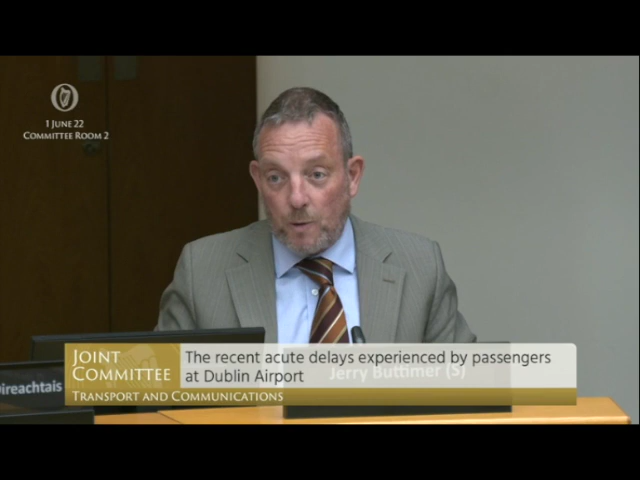 1 June 22
Committee Room 2
Joint
Committee
The recent acute delays experienced by passengers
at Dublin Airport
Jerry Buttimer (S)
ireachtais
Transport and Communications